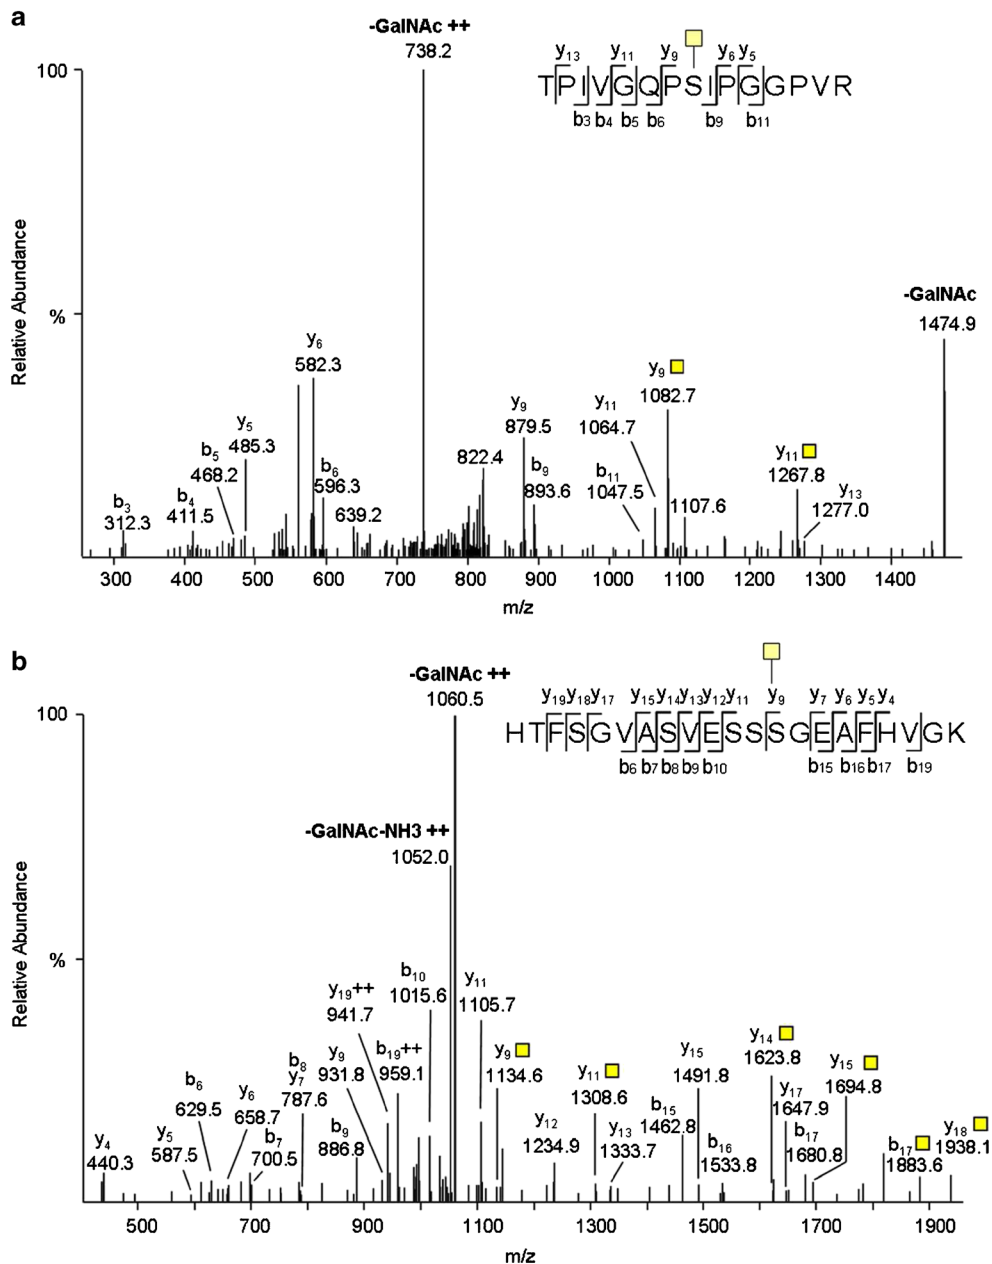 a
-GalNAc ++
738.2
100
y13 y11 y9 y6 y5
TPIVGQPSIPGGPVR
b3 b4 b5 b6 b9 b11
Relative Abundance
%
-GalNAc
1474.9
y6
582.3
y9
1082.7
y9
879.5
y11
1064.7
y5
485.3
b5
468.2
b6
596.3
822.4
b9
893.6
b11
1047.5
y11
1267.8
b3
312.3
b4
411.5
639.2
1107.6
y13
1277.0
300 400 500 600 700 800 900 1000 1100 1200 1300 1400
m/z
b
-GalNAc ++
1060.5
100
y19 y18 y17 y15 y14 y13 y12 y11 y9 y7 y6 y5 y4
HTFSGVASVESSSGEAFHVGK
b6 b7 b8 b9 b10 b15 b16 b17 b19
-GalNAc-NH3 ++
1052.0
Relative Abundance
%
b10
1015.6
y11
1105.7
y19++
941.7
y9
931.8
b19++
959.1
y9
1134.6
y14
1623.8
y15
1491.8
y15
1694.8
b8
y7
787.6
y11
1308.6
y17
1647.9
b6
629.5
y6
658.7
b15
1462.8
y18
1938.1
y4
440.3
y5
587.5
b7
700.5
b9
886.8
y12
1234.9
y13
1333.7
b16
1533.8
b17
1680.8
b17
1883.6
500 700 900 1100 1300 1500 1700 1900
m/z